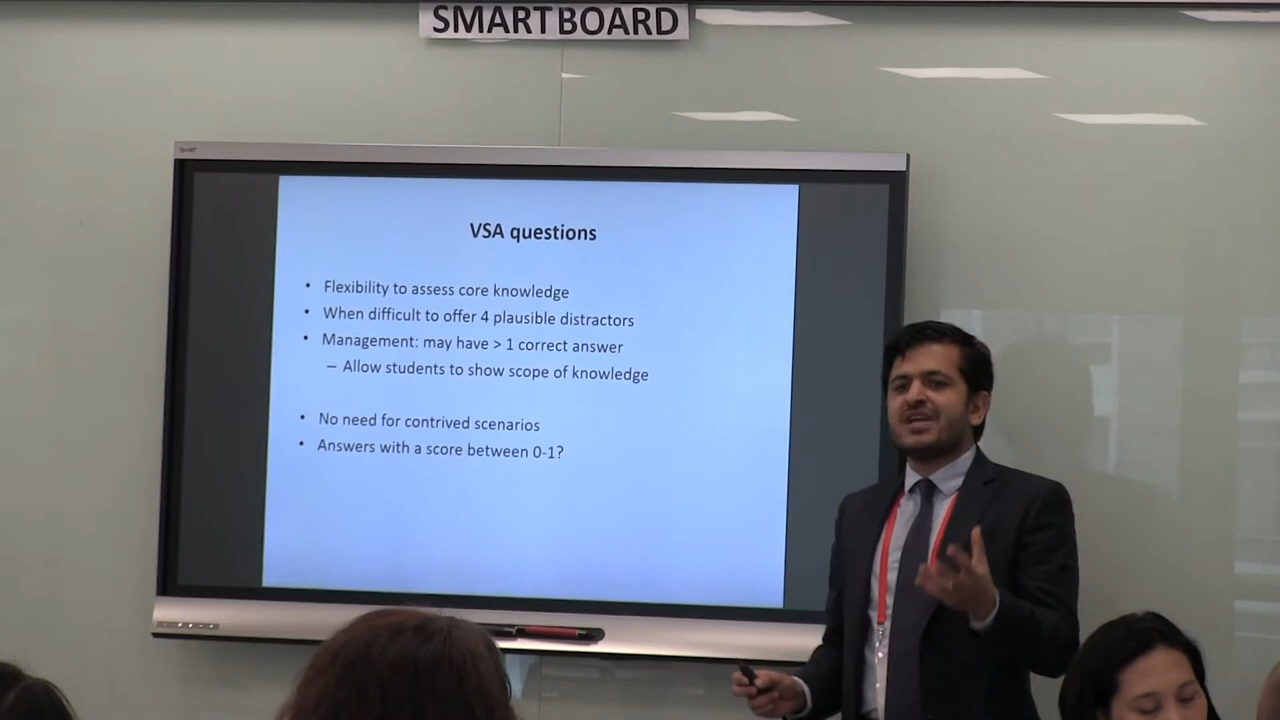 SMARTBOARD
VSA questions
• Flexibility to assess core knowledge
• When difficult to offer 4 plausible distractors
• Management: may have > 1 correct answer
– Allow students to show scope of knowledge
• No need for contrived scenarios
• Answers with a score between 0-1?